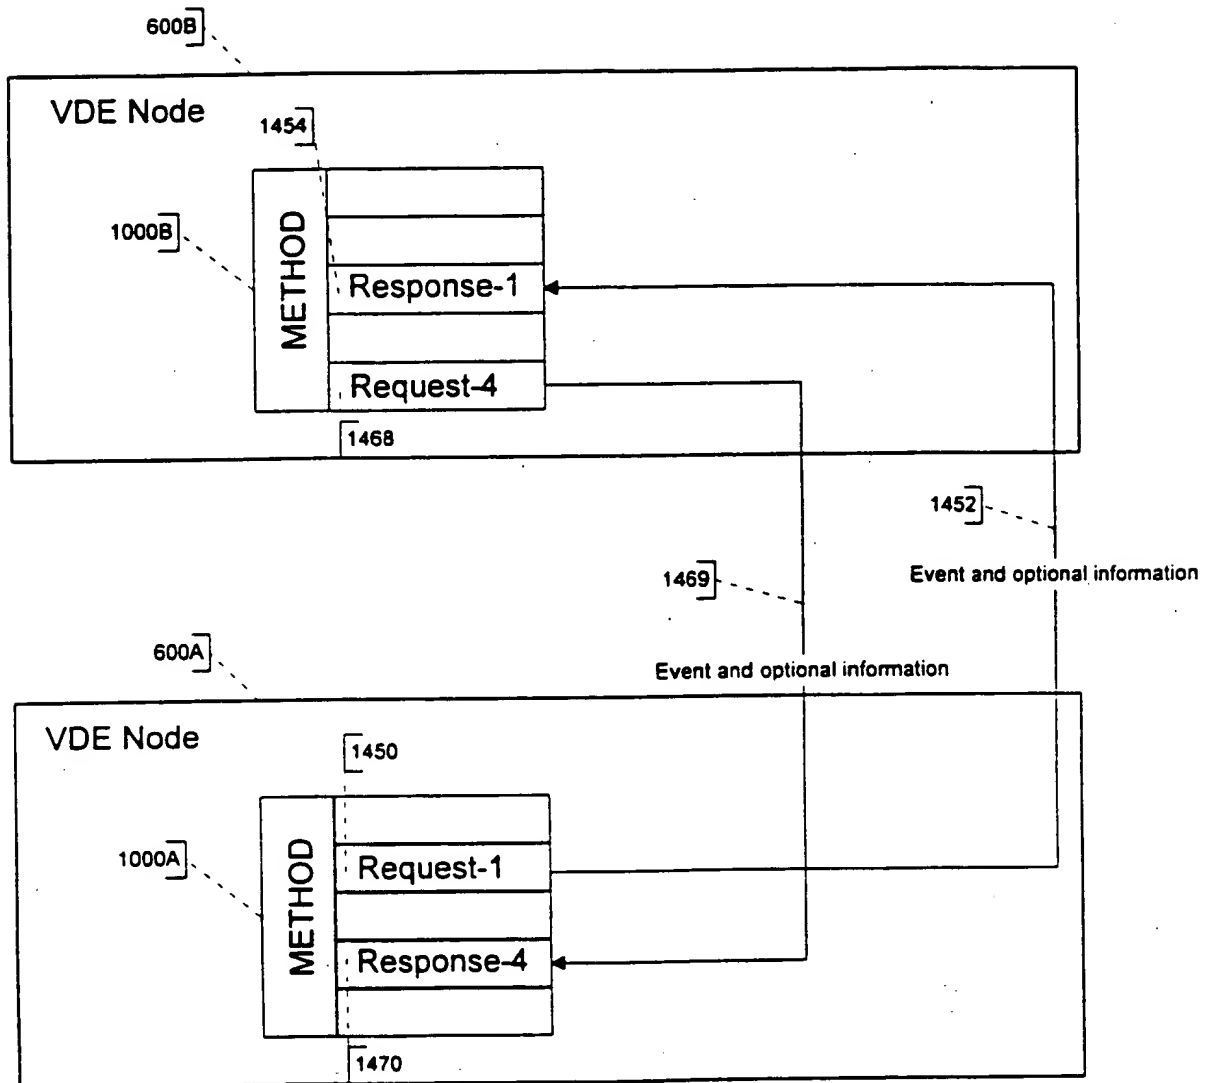 600B
VDE Node
1454
1000B
METHOD
Response-1
Request-4
1468
1452
1469
Event and optional information
600A
Event and optional information
VDE Node
1450
1000A
METHOD
Request-1
Response-4
1470